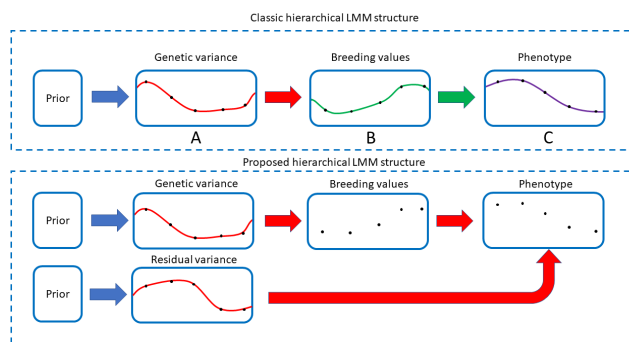 Classic hierarchical LMM structure
Genetic variance
Breeding values
Phenotype
Prior
A
B
C
Proposed hierarchical LMM structure
Genetic variance
Breeding values
Phenotype
Prior
Residual variance
Prior